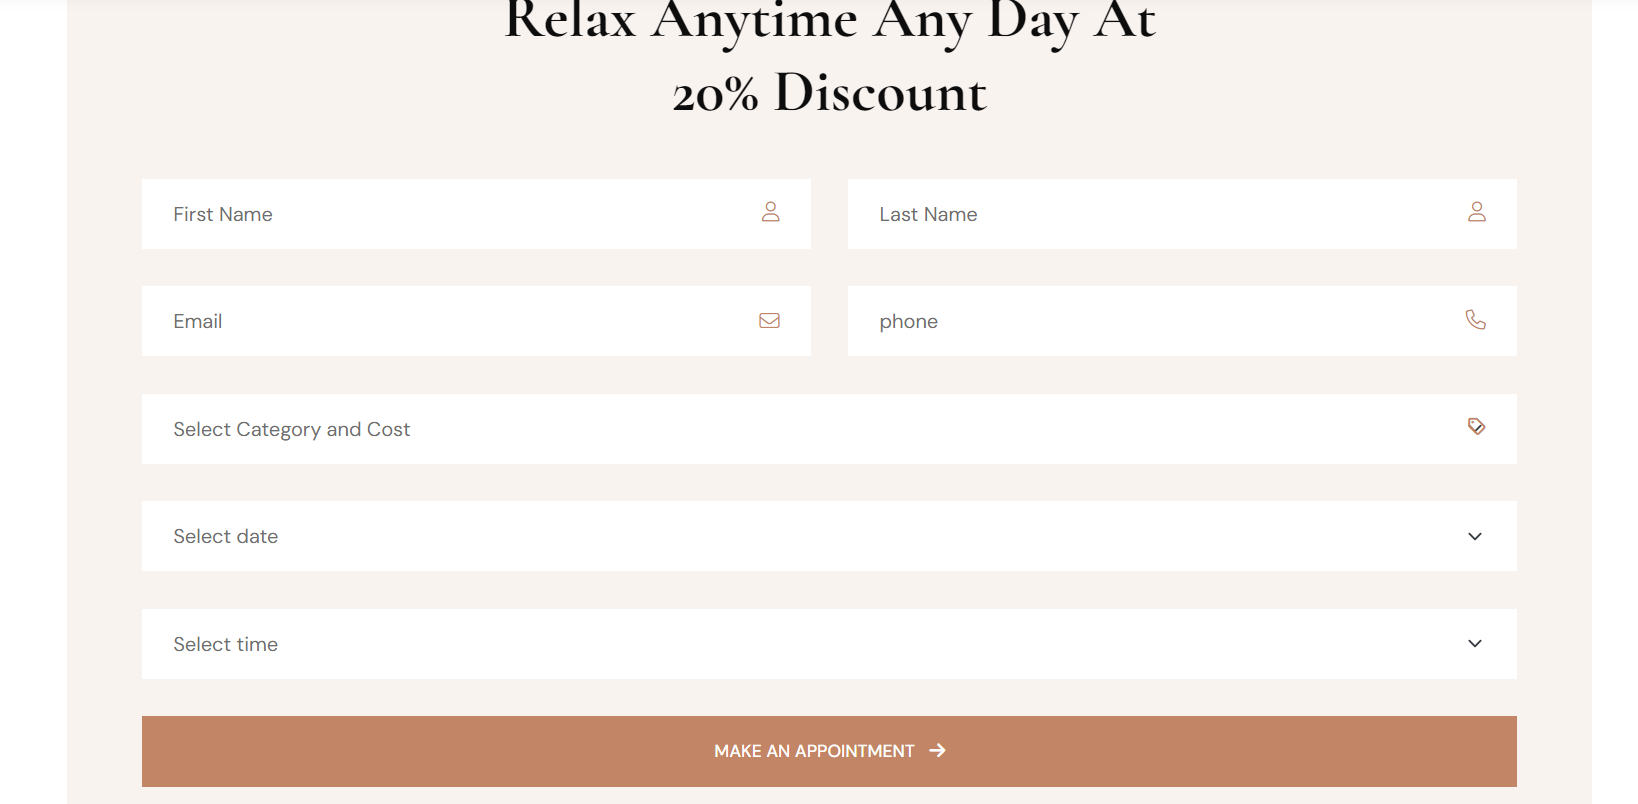 Relax Anytime Any Day At
20% Discount
First Name
Last Name
Email
phone
Select Category and Cost
Select date
Select time
MAKE AN APPOINTMENT